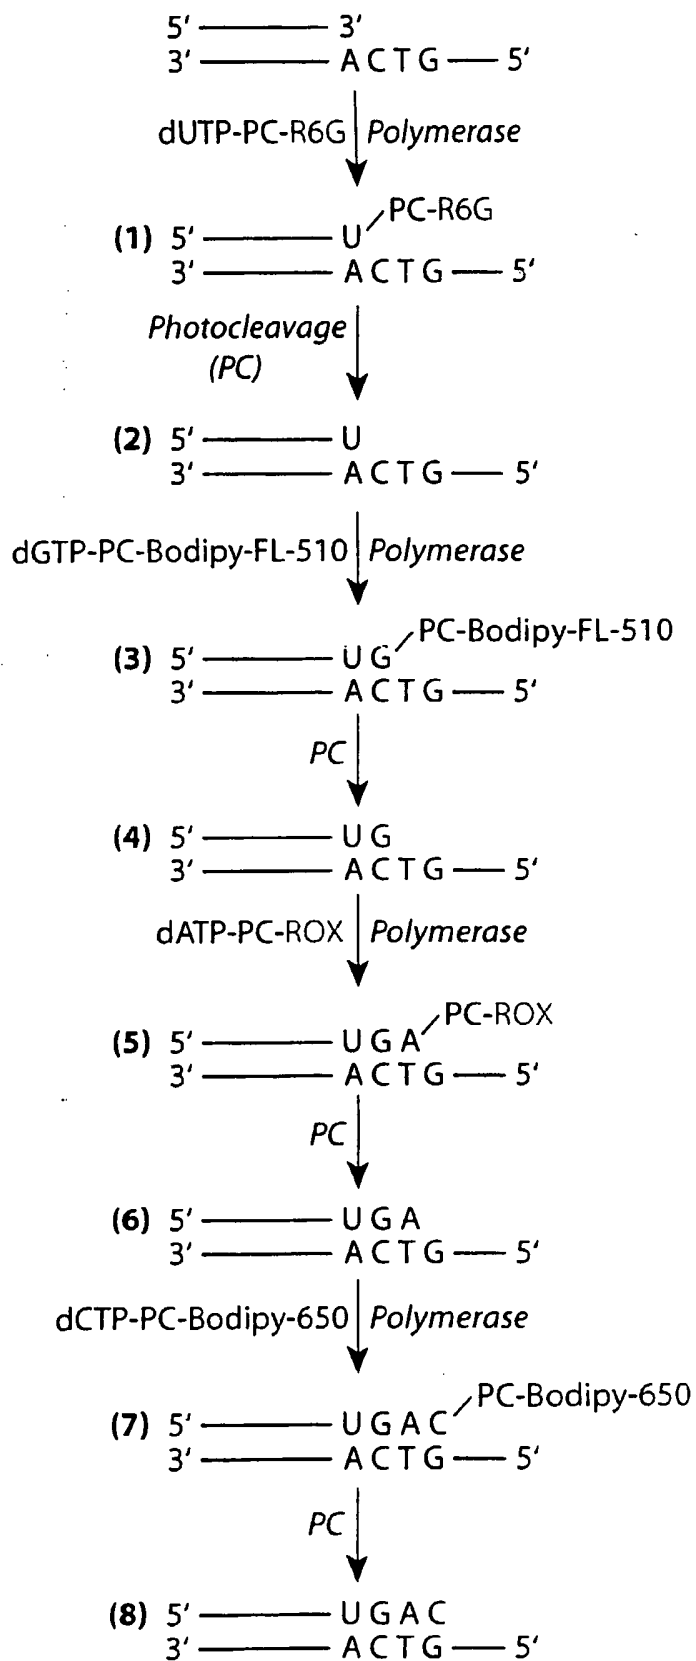 5′ 3′
3′ A C T G 5′
dUTP-PC-R6G Polymerase
PC-R6G
(1) 5′ U
3′ A C T G 5′
Photocleavage
(PC)
(2) 5′ U
3′ A C T G 5′
dGTP-PC-Bodipy-FL-510 Polymerase
PC-Bodipy-FL-510
(3) 5′ U G
3′ A C T G 5′
PC
(4) 5′ U G
3′ A C T G 5′
dATP-PC-ROX Polymerase
PC-ROX
(5) 5′ U G A
3′ A C T G 5′
PC
(6) 5′ U G A
3′ A C T G 5′
dCTP-PC-Bodipy-650 Polymerase
PC-Bodipy-650
(7) 5′ U G A C
3′ A C T G 5′
PC
(8) 5′ U G A C
3′ A C T G 5′